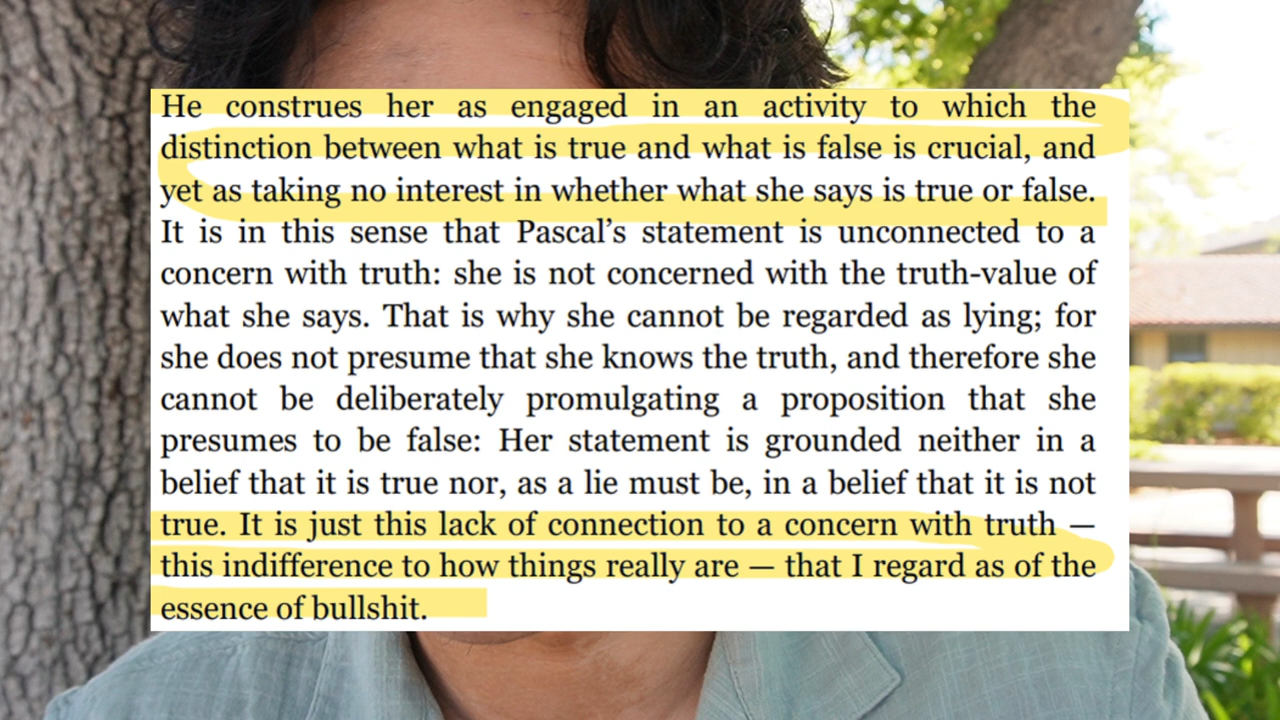 He construes her as engaged in an activity to which the
distinction between what is true and what is false is crucial, and
yet as taking no interest in whether what she says is true or false.
It is in this sense that Pascal’s statement is unconnected to a
concern with truth: she is not concerned with the truth-value of
what she says. That is why she cannot be regarded as lying; for
she does not presume that she knows the truth, and therefore she
cannot be deliberately promulgating a proposition that she
presumes to be false: Her statement is grounded neither in a
belief that it is true nor, as a lie must be, in a belief that it is not
true. It is just this lack of connection to a concern with truth —
this indifference to how things really are — that I regard as of the
essence of bullshit.